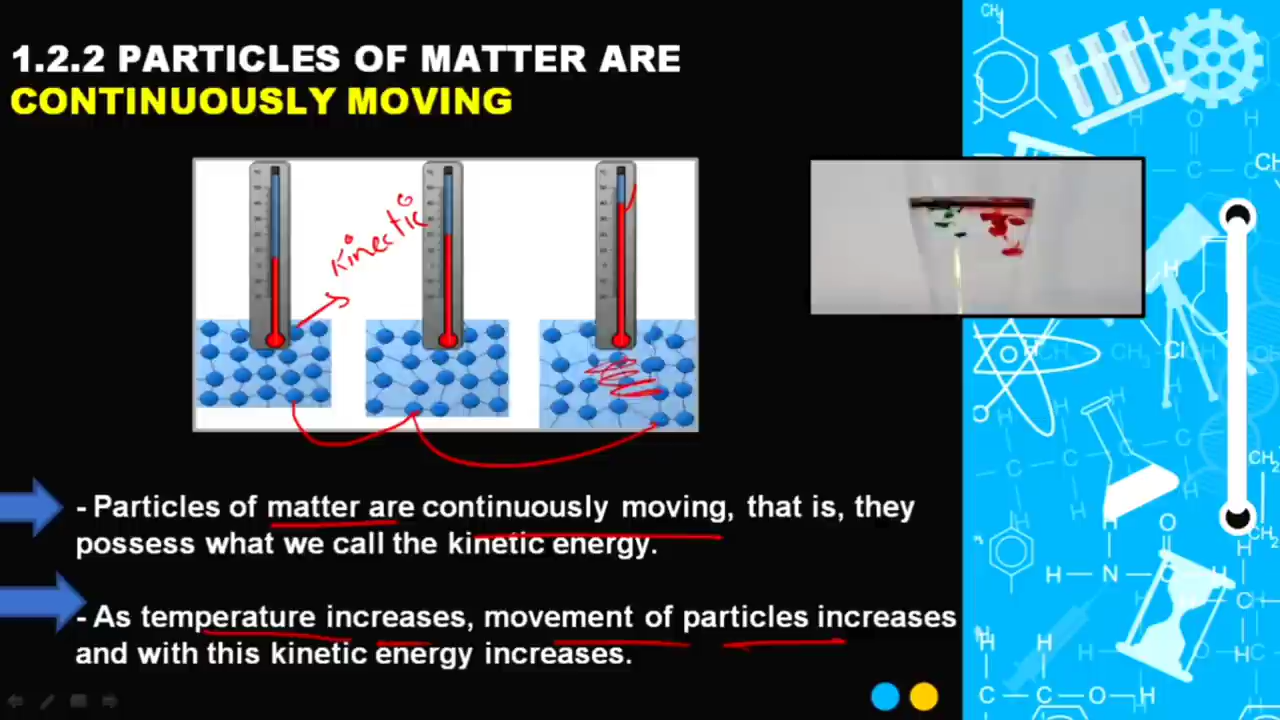 1.2.2 PARTICLES OF MATTER ARE
CONTINUOUSLY MOVING
Kinectic
- Particles of matter are continuously moving, that is, they
possess what we call the kinetic energy.
- As temperature increases, movement of particles increases
and with this kinetic energy increases.